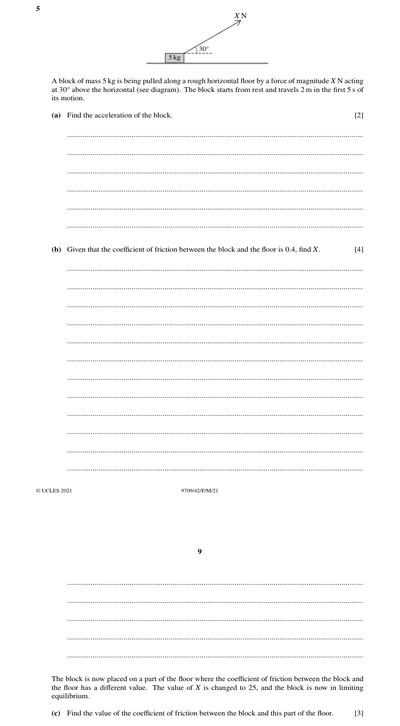 5
X N
30°
5 kg
A block of mass 5 kg is being pulled along a rough horizontal floor by a force of magnitude X N acting
at 30° above the horizontal (see diagram). The block starts from rest and travels 2 m in the first 5 s of
its motion.
(a) Find the acceleration of the block. [2]
(b) Given that the coefficient of friction between the block and the floor is 0.4, find X. [4]
© UCLES 2021 9709/42/F/M/21
9
The block is now placed on a part of the floor where the coefficient of friction between the block and
the floor has a different value. The value of X is changed to 25, and the block is now in limiting
equilibrium.
(c) Find the value of the coefficient of friction between the block and this part of the floor. [3]